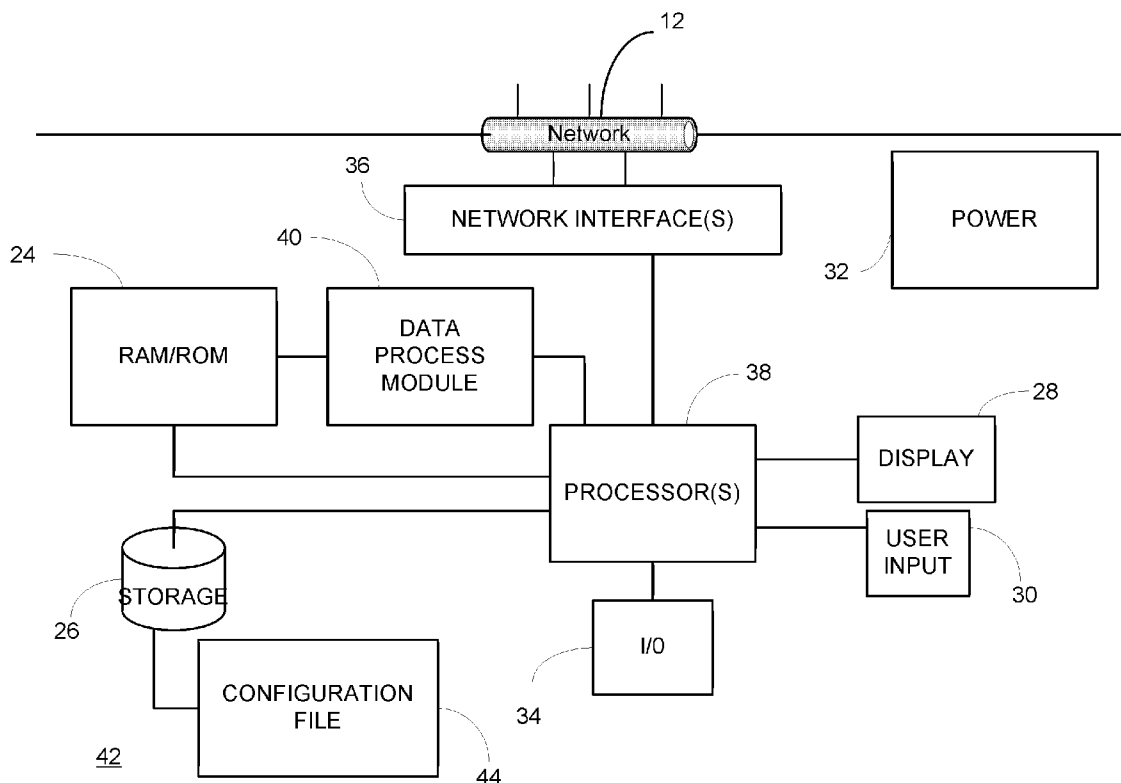 12
Network
36
NETWORK INTERFACE(S)
POWER
32
24
40
RAM/ROM
DATA
PROCESS
MODULE
38
28
DISPLAY
PROCESSOR(S)
USER
INPUT
30
STORAGE
26
I/0
34
CONFIGURATION
FILE
42
44